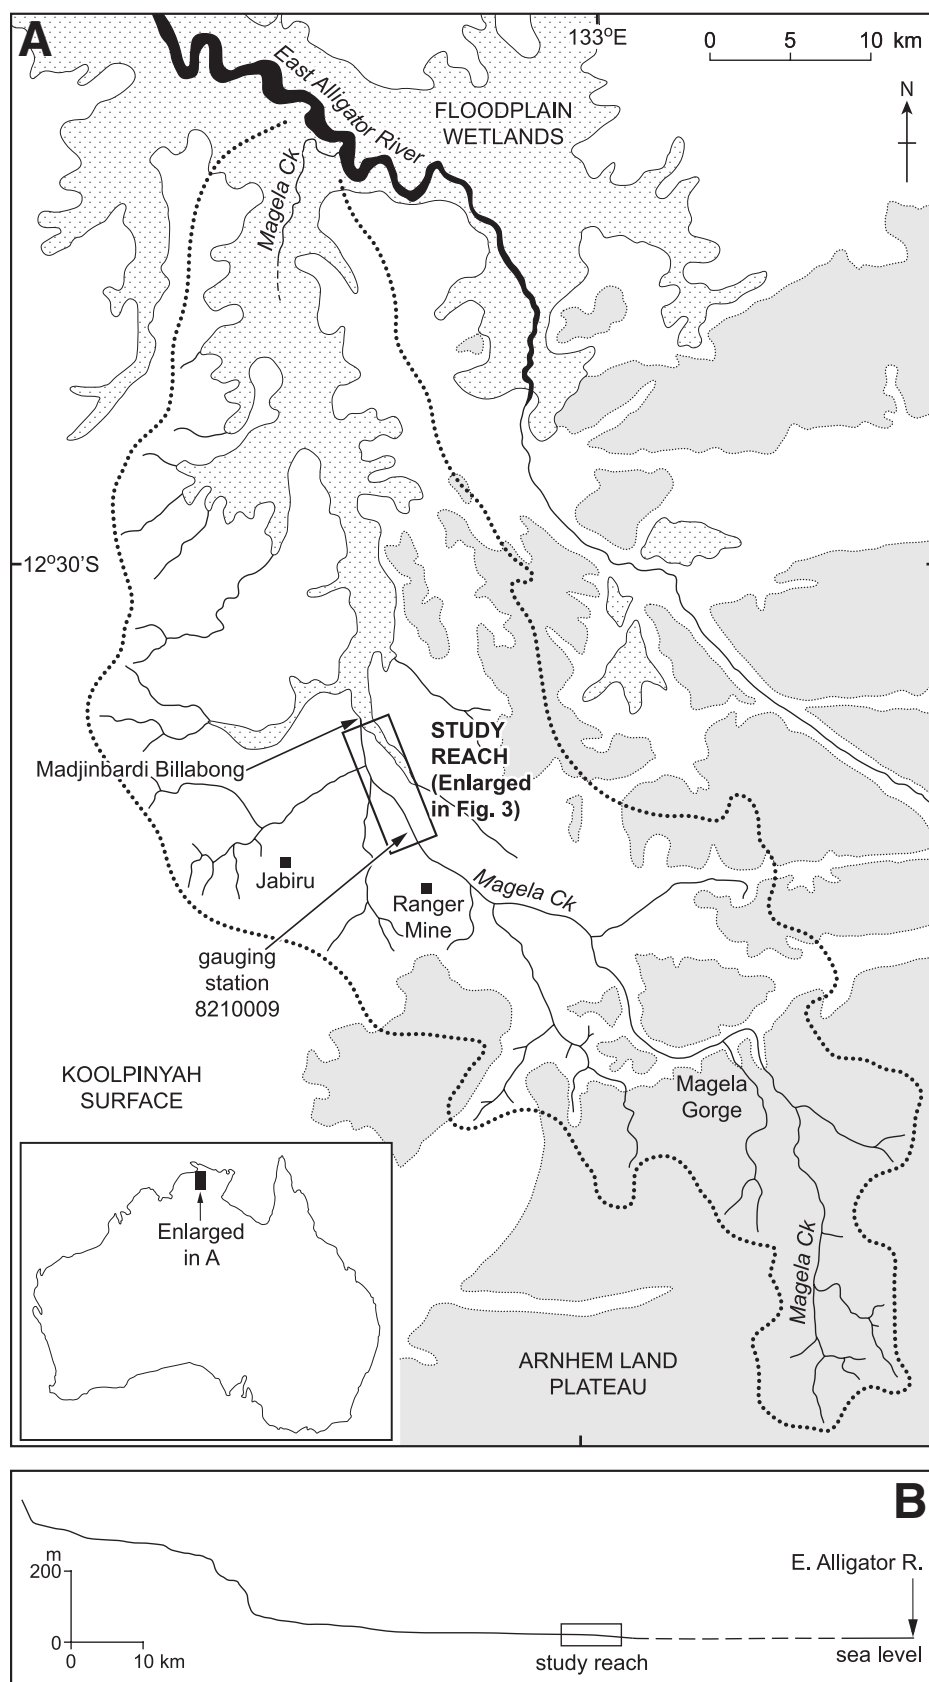 A
133°E
0 5 10 km
N
East Alligator River
FLOODPLAIN
WETLANDS
Magela Ck
12°30'S
STUDY
REACH
(Enlarged
in Fig. 3)
Madjinbardi Billabong
Jabiru
Magela Ck
Ranger
Mine
gauging
station
8210009
KOOLPINYAH
SURFACE
Magela
Gorge
Enlarged
in A
Magela Ck
ARNHEM LAND
PLATEAU
B
m
200
0
0 10 km
E. Alligator R.
study reach
sea level